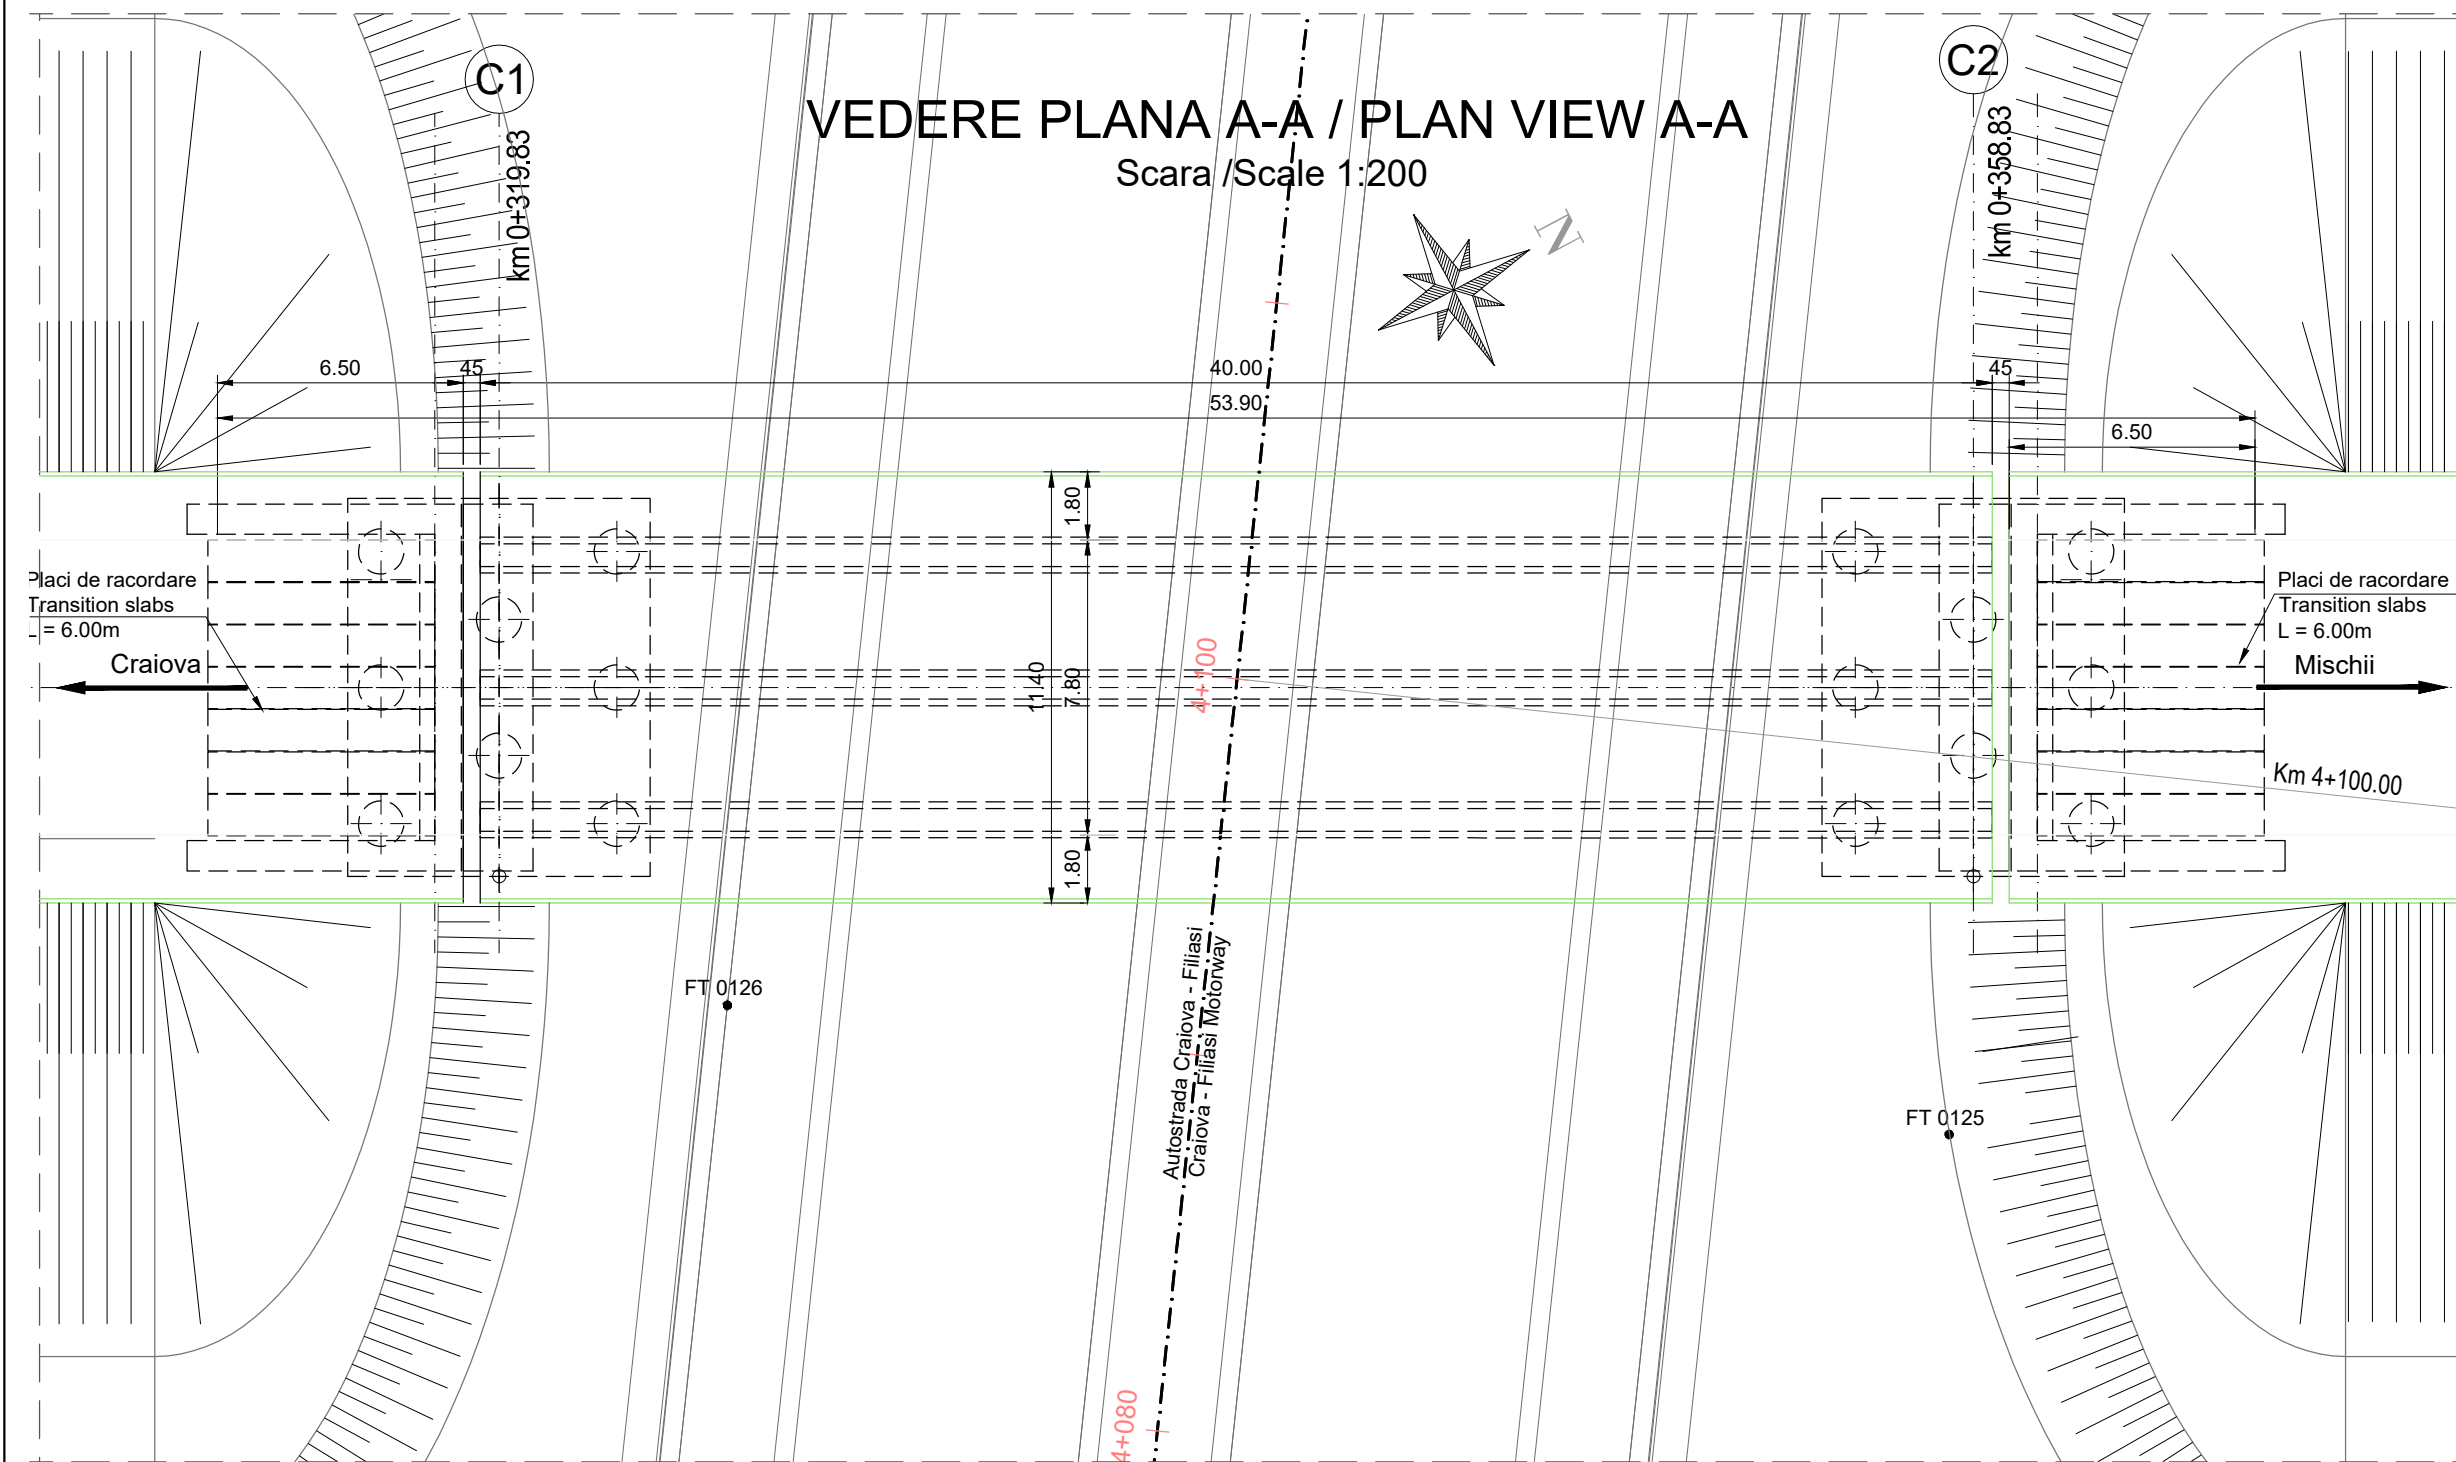 C1
C2
VEDERE PLANA A-A / PLAN VIEW A-A
Scara /Scale 1:200
km 0+319.83
km 0+358.83
N
6.50
45
40.00
45
53.90
6.50
1.80
11.40
7.80
1.80
Placi de racordare
Transition slabs
L = 6.00m
Craiova
4+100
Placi de racordare
Transition slabs
L = 6.00m
Mischii
Km 4+100.00
FT 0126
Autostrada Craiova - Filiasi
Craiova - Filiasi Motorway
FT 0125
4+080